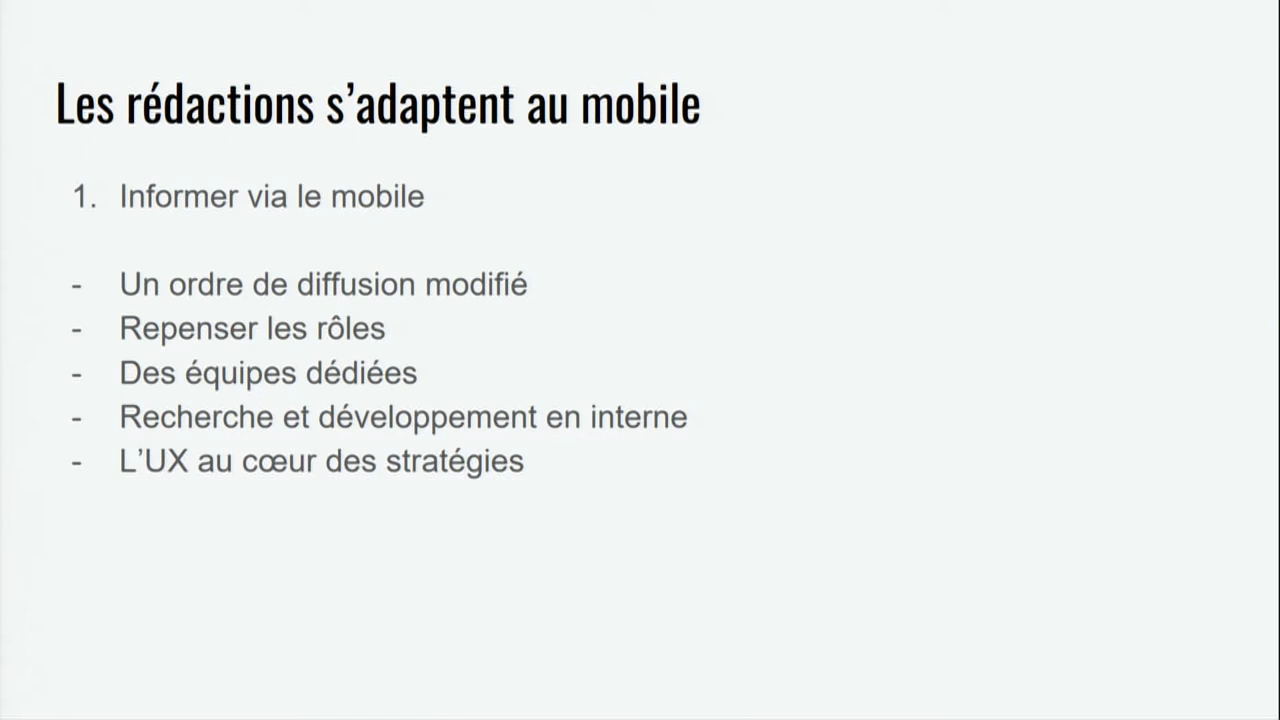 Les rédactions s’adaptent au mobile
1. Informer via le mobile
- Un ordre de diffusion modifié
- Repenser les rôles
- Des équipes dédiées
- Recherche et développement en interne
- L’UX au cœur des stratégies